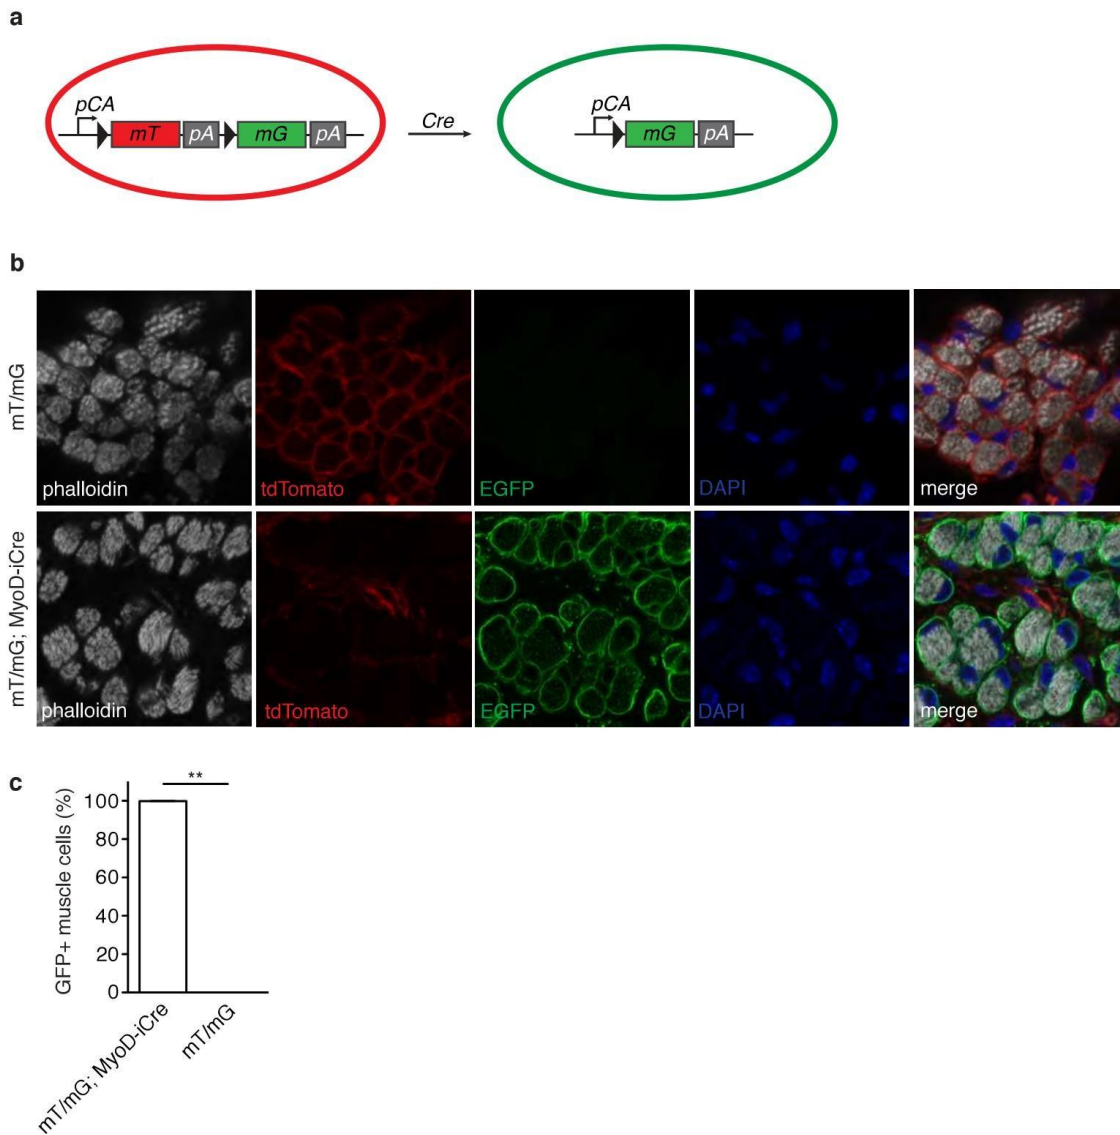 a
pCA
mT pA mG pA
Cre
pCA
mG pA
b
mT/mG
phalloidin
tdTomato
EGFP
DAPI
merge
mT/mG; MyoD-iCre
phalloidin
tdTomato
EGFP
DAPI
merge
c
GFP+ muscle cells (%)
**
100
80
60
40
20
0
mT/mG; MyoD-iCre
mT/mG